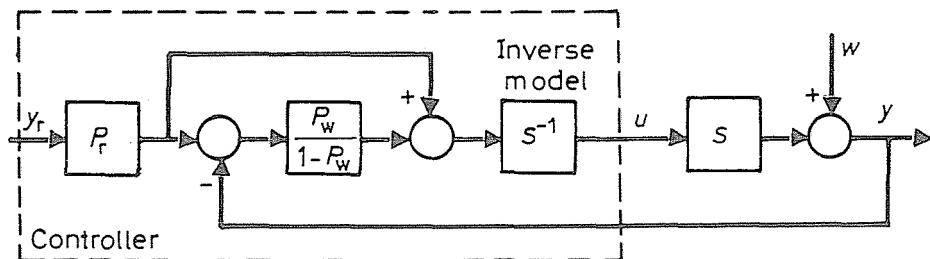 Inverse
model
w
+
+
y_r
P_r
P_w
1-P_w
S^{-1}
u
S
y
-
Controller